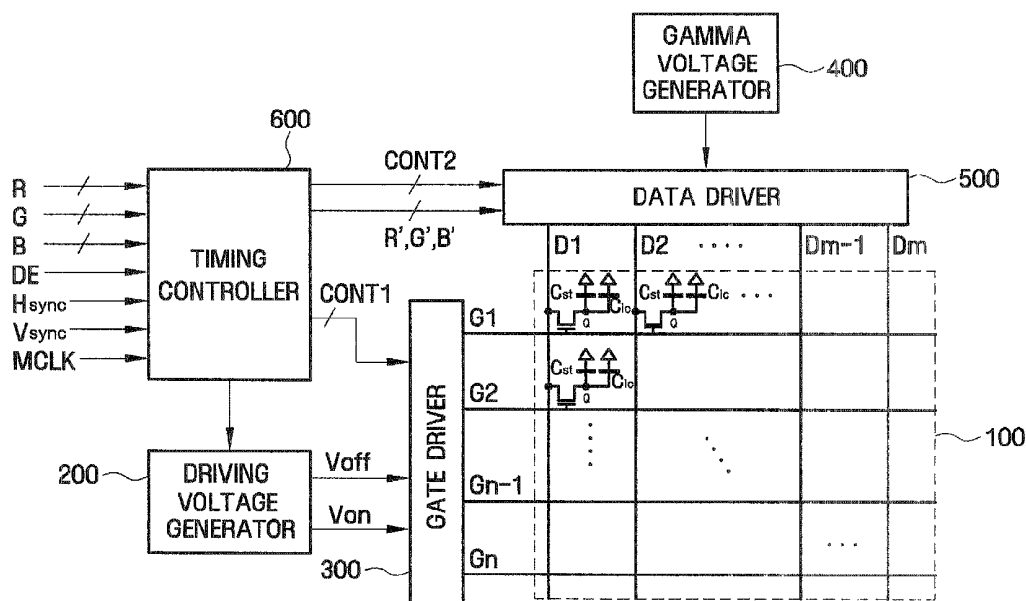 GAMMA
VOLTAGE
GENERATOR
400
600
CONT2
DATA DRIVER
500
R
G
B
DE
Hsync
Vsync
MCLK
TIMING
CONTROLLER
R',G',B'
CONT1
D1 D2 · · · · Dm-1 Dm
Cst Clc Cst Clc · · ·
G1
Q Q
Cst Clc
G2
Q
GATE DRIVER
100
200
DRIVING
VOLTAGE
GENERATOR
Voff
Von
Gn-1
· · ·
300
Gn